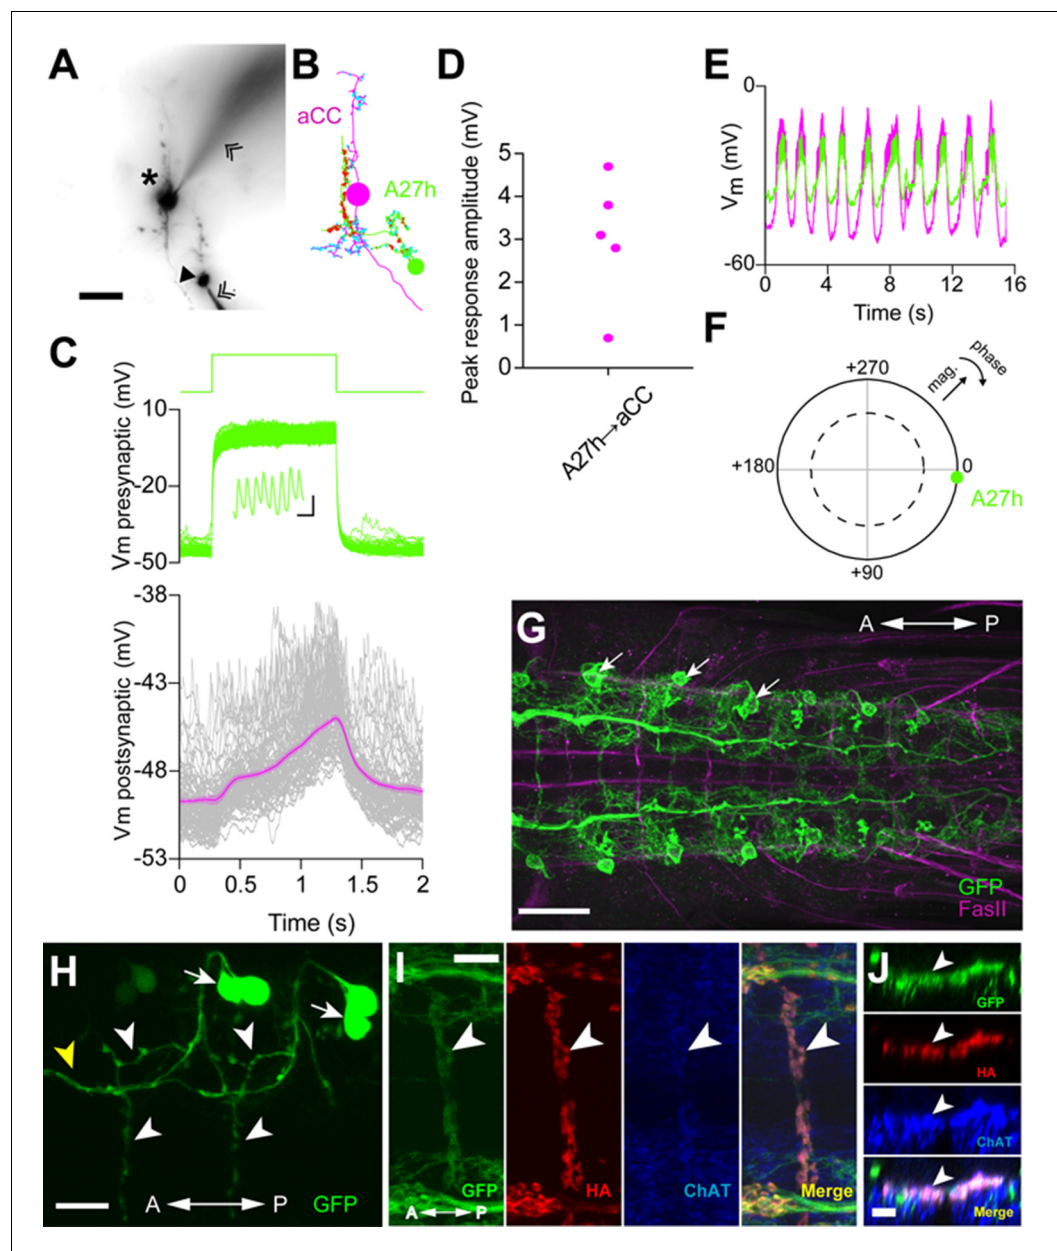 A
B
D
E
aCC
*
A27h
Peak response amplitude (mV)
5
4
3
2
1
0
A27h→aCC
Vm (mV)
0
-60
0
4
8
12
16
Time (s)
F
+270
mag.
phase
+180
0
A27h
+90
C
Vm presynaptic (mV)
10
-20
-50
Vm postsynaptic (mV)
-38
-43
-48
-53
0
0.5
1
1.5
2
Time (s)
G
A
P
GFP
FasII
H
A
P
GFP
I
GFP
A
P
HA
ChAT
Merge
J
GFP
HA
ChAT
Merge